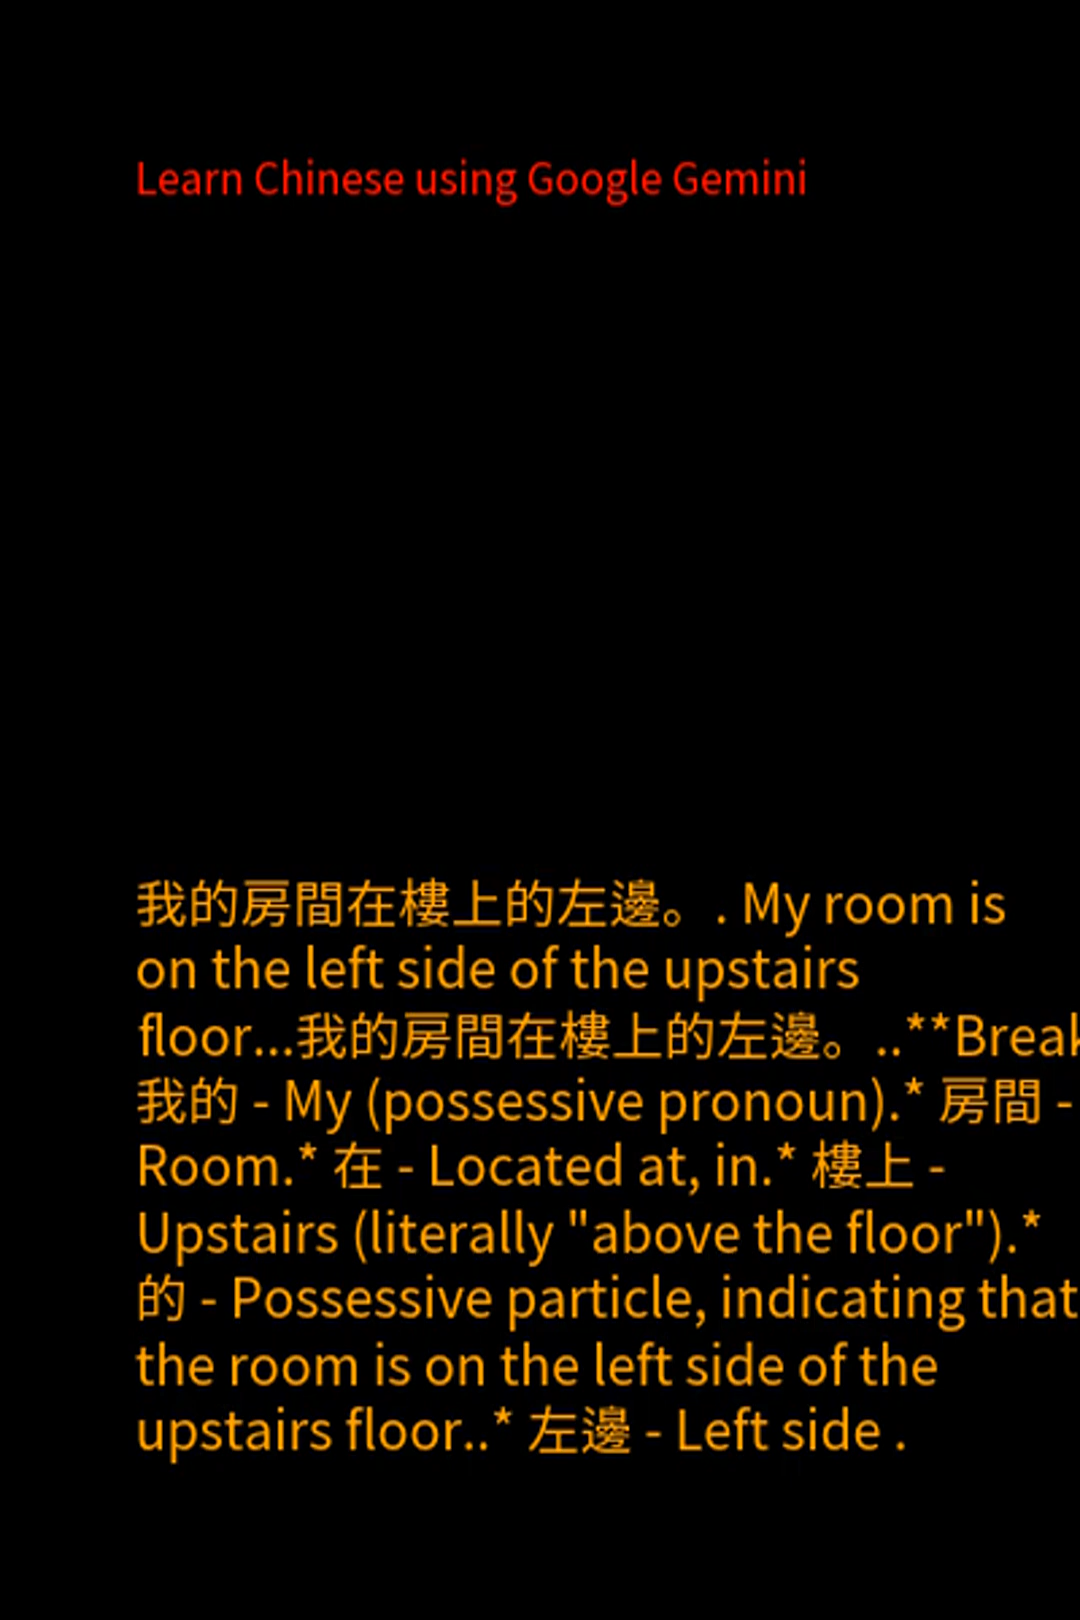 Learn Chinese using Google Gemini
我的房間在樓上的左邊。. My room is
on the left side of the upstairs
floor...我的房間在樓上的左邊。..**Break
我的 - My (possessive pronoun).* 房間 -
Room.* 在 - Located at, in.* 樓上 -
Upstairs (literally "above the floor").*
的 - Possessive particle, indicating that
the room is on the left side of the
upstairs floor..* 左邊 - Left side .